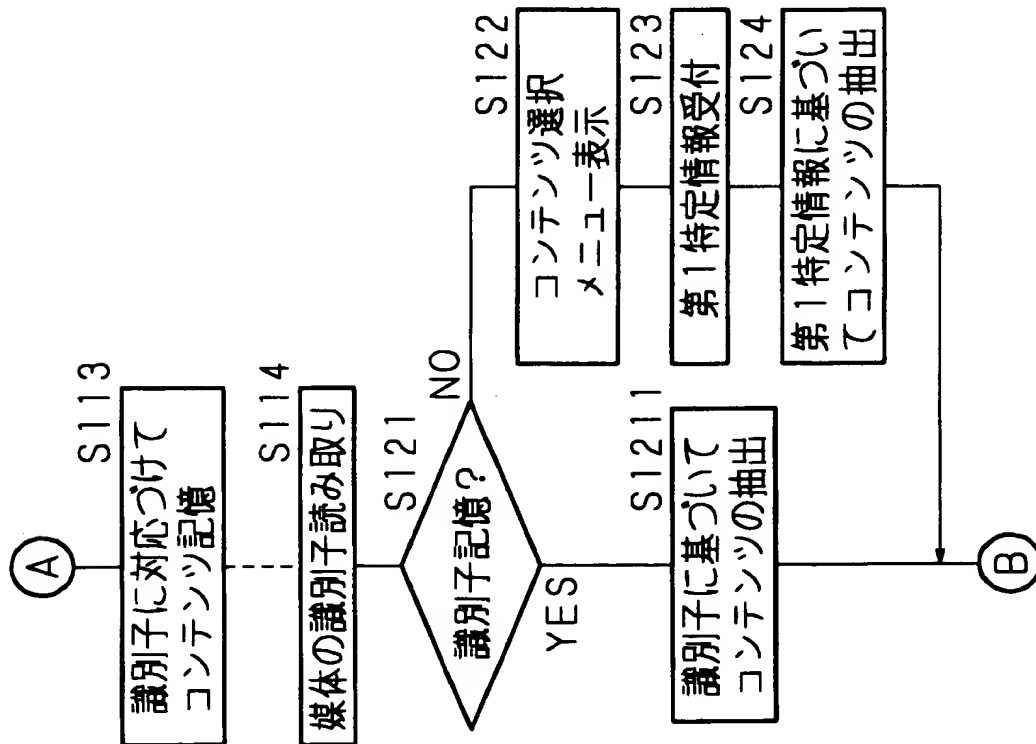 A
S113
識別子に対応づけて
コンテンツ記憶
S114
媒体の識別子読み取り
S121
識別子記憶?
NO
YES
S122
コンテンツ選択
メニュー表示
S123
第1特定情報受付
S124
第1特定情報に基づい
てコンテンツの抽出
S1211
識別子に基づいて
コンテンツの抽出
B